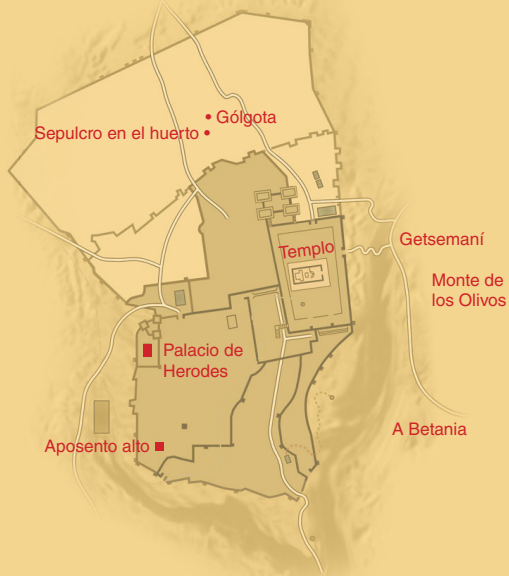 Gólgota
Sepulcro en el huerto
Templo
Getsemaní
Monte de
los Olivos
Palacio de
Herodes
A Betania
Aposento alto